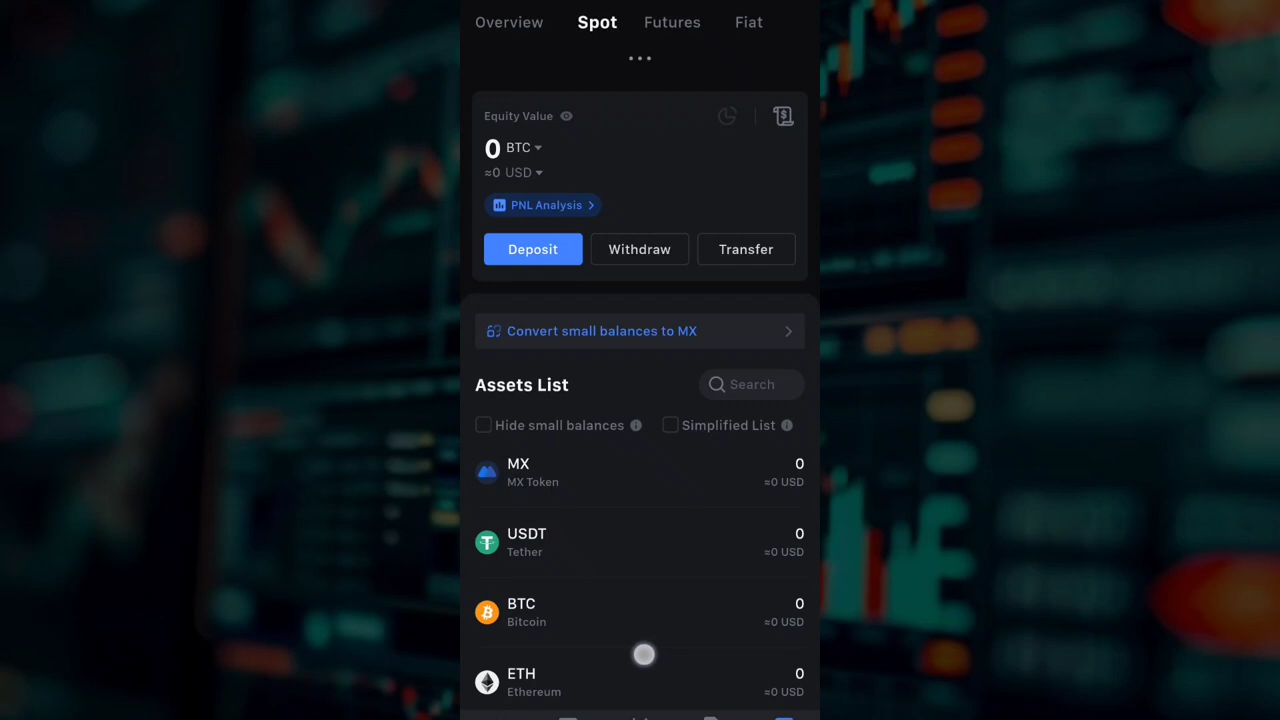 Overview Spot Futures Fiat
Equity Value
0 BTC
≈0 USD
PNL Analysis
Deposit Withdraw Transfer
Convert small balances to MX
Assets List Search
Hide small balances Simplified List
MX 0
MX Token ≈0 USD
USDT 0
Tether ≈0 USD
BTC 0
Bitcoin ≈0 USD
ETH 0
Ethereum ≈0 USD